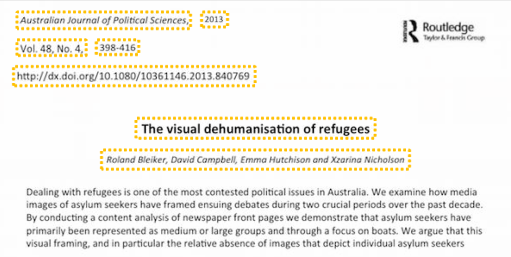 Australian Journal of Political Sciences, 2013
Routledge
Taylor & Francis Group
Vol. 48, No. 4, 398-416
http://dx.doi.org/10.1080/10361146.2013.840769
The visual dehumanisation of refugees
Roland Bleiker, David Campbell, Emma Hutchison and Xzarina Nicholson
Dealing with refugees is one of the most contested political issues in Australia. We examine how media
images of asylum seekers have framed ensuing debates during two crucial periods over the past decade.
By conducting a content analysis of newspaper front pages we demonstrate that asylum seekers have
primarily been represented as medium or large groups and through a focus on boats. We argue that this
visual framing, and in particular the relative absence of images that depict individual asylum seekers